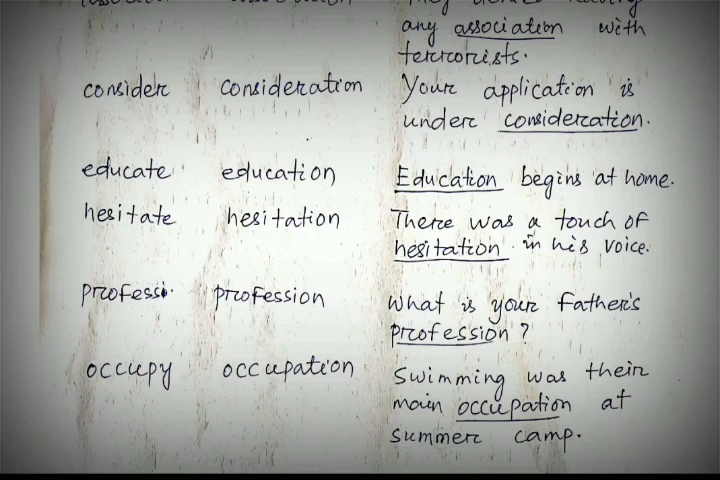 any association with
terrorists.
consider consideration Your application is
under consideration.
educate education Education begins at home.
hesitate hesitation There was a touch of
hesitation in his voice.
professi. profession What is your Father's
profession?
occupy occupation Swimming was their
main occupation at
summer camp.